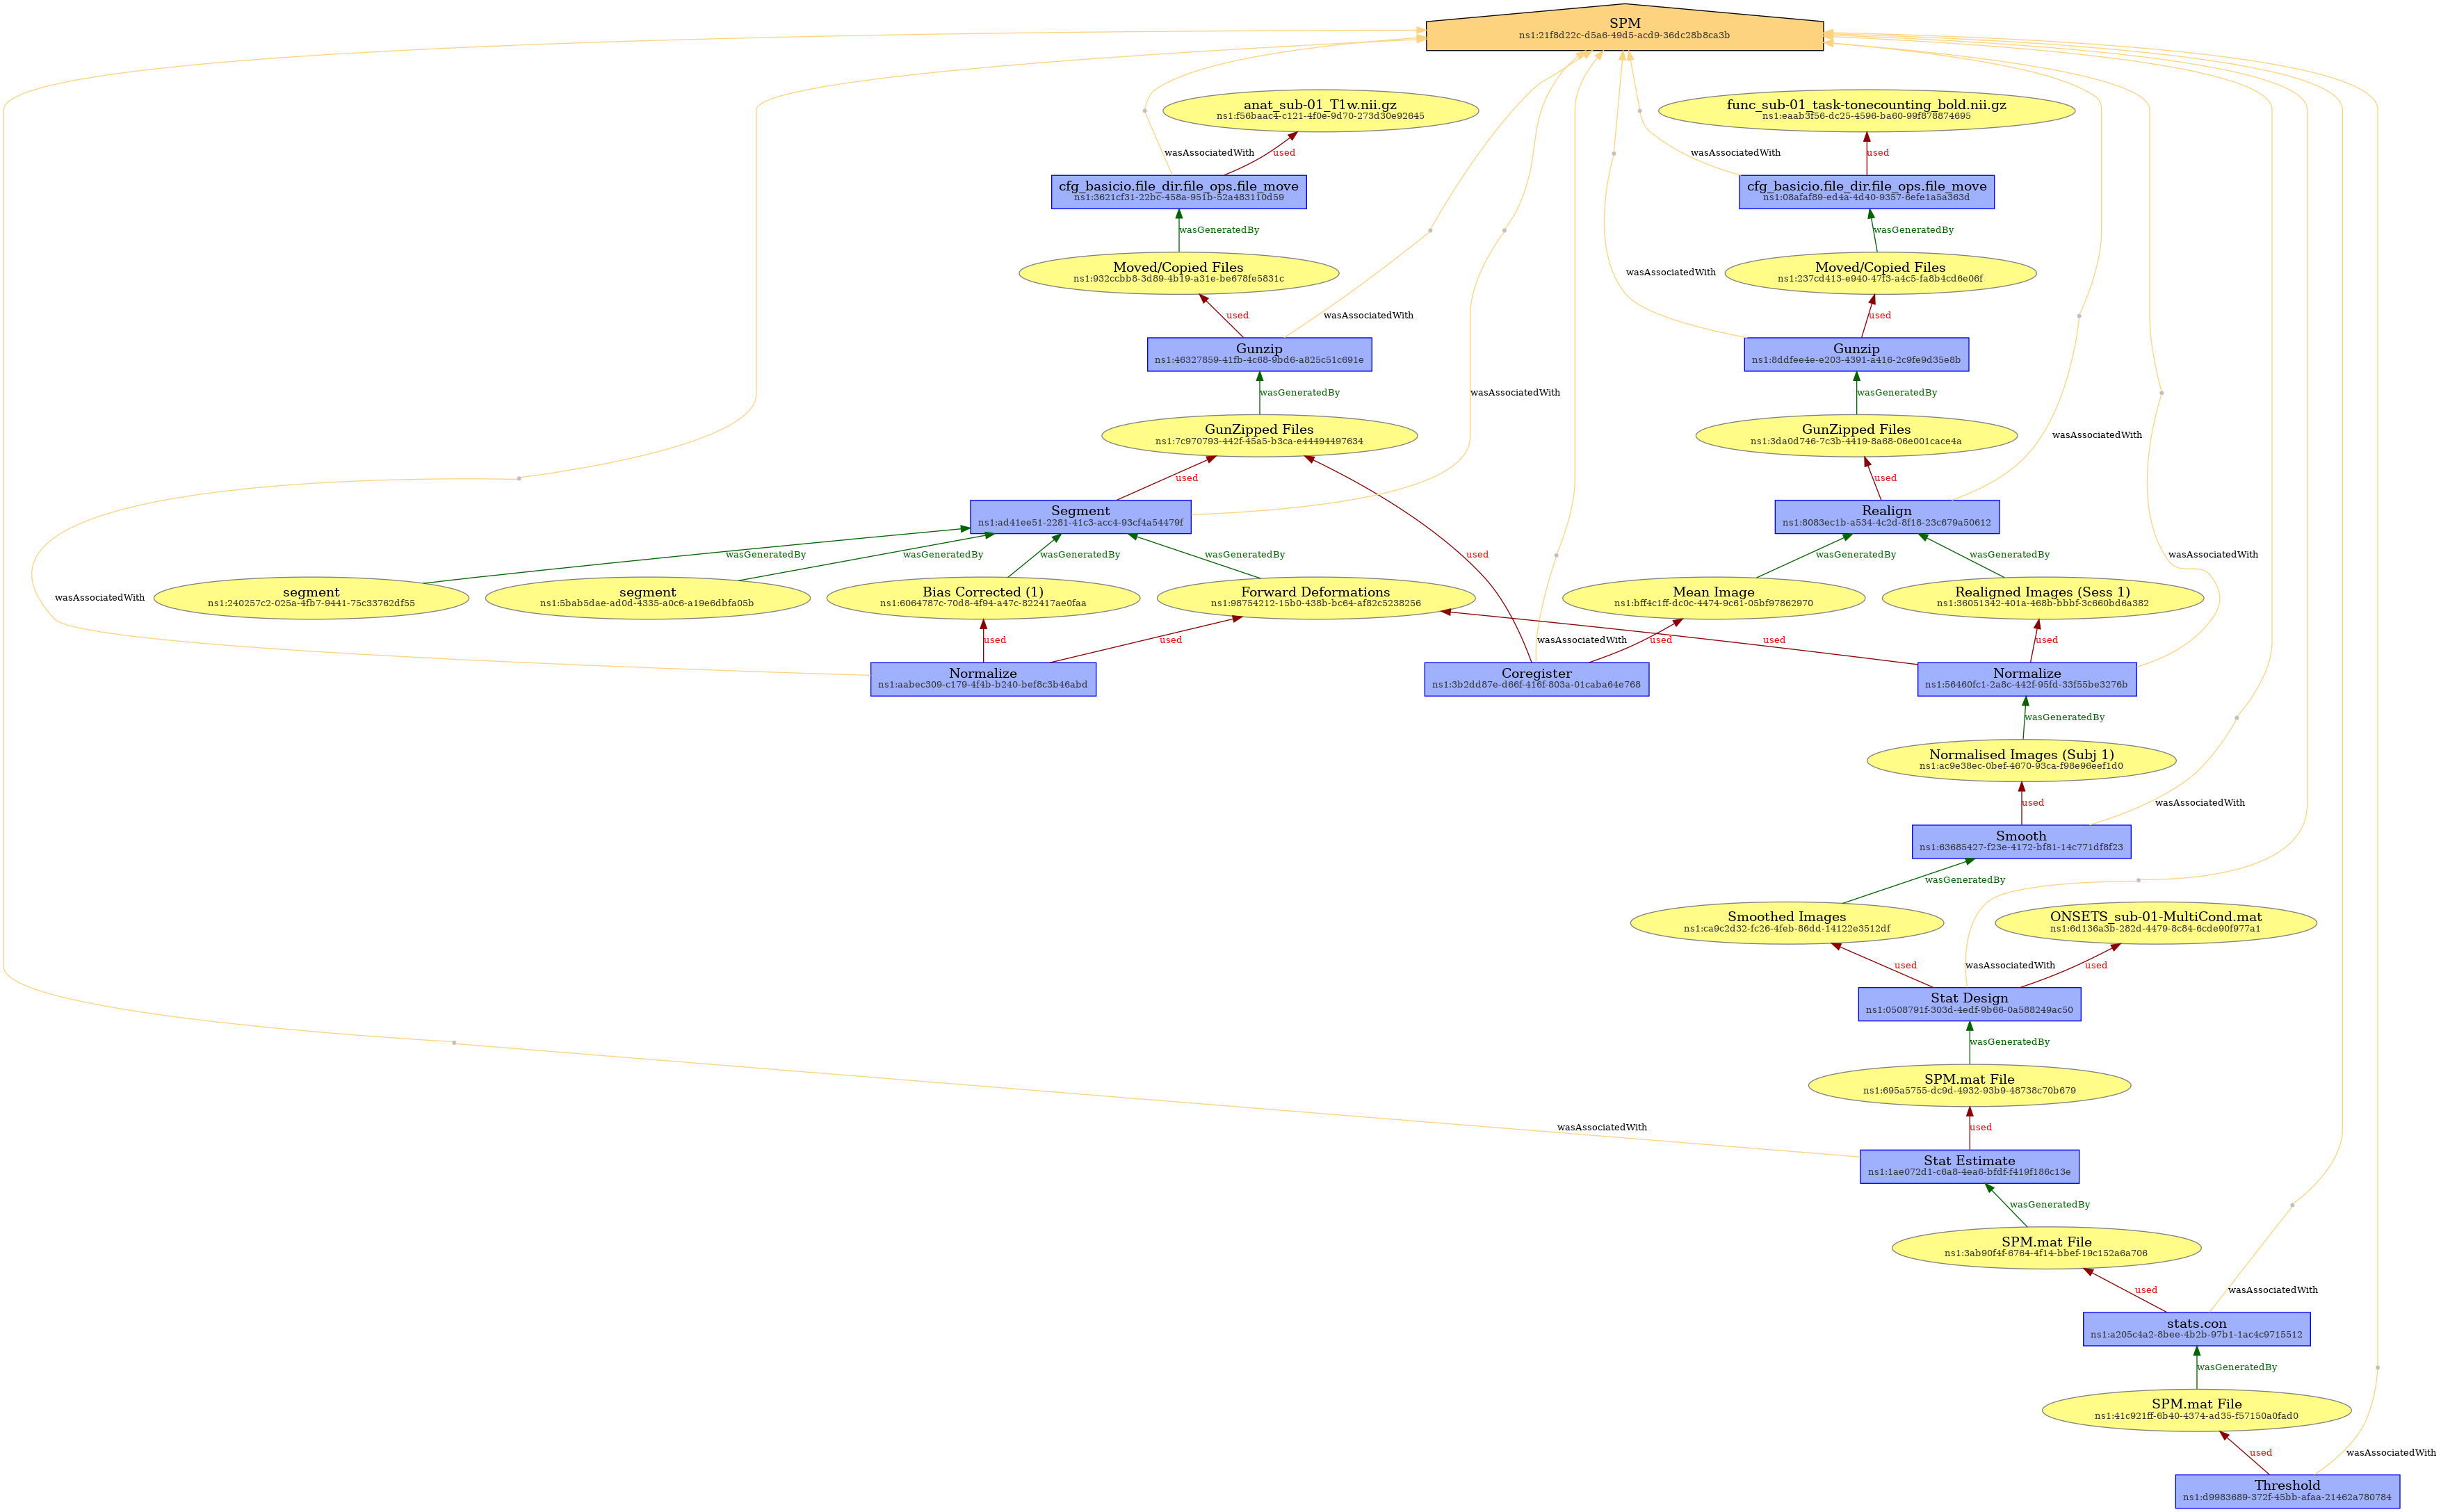 SPM
ns1:21f8d22c-d5a6-49d5-acd9-36dc28b8ca3b
anat_sub-01_T1w.nii.gz
ns1:f56baac4-c121-4f0e-9d70-273d30e92645
func_sub-01_task-tonecounting_bold.nii.gz
ns1:eaab3f56-dc25-4596-ba60-99f878874695
wasAssociatedWith
used
wasAssociatedWith
used
cfg_basicio.file_dir.file_ops.file_move
ns1:3621cf31-22bc-458a-951b-52a483110d59
cfg_basicio.file_dir.file_ops.file_move
ns1:08afaf89-ed4a-4d40-9357-6efe1a5a363d
wasGeneratedBy
wasGeneratedBy
Moved/Copied Files
ns1:932ccbb8-3d89-4b19-a31e-be678fe5831c
wasAssociatedWith
Moved/Copied Files
ns1:237cd413-e940-47f3-a4c5-fa8b4cd6e06f
used
wasAssociatedWith
used
Gunzip
ns1:46327859-41fb-4c68-9bd6-a825c51c691e
Gunzip
ns1:8ddfee4e-e203-4391-a416-2c9fe9d35e8b
wasGeneratedBy
wasAssociatedWith
wasGeneratedBy
GunZipped Files
ns1:7c970793-442f-45a5-b3ca-e44494497634
GunZipped Files
ns1:3da0d746-7c3b-4419-8a68-06e001cace4a
wasAssociatedWith
used
used
Segment
ns1:ad41ee51-2281-41c3-acc4-93cf4a54479f
Realign
ns1:8083ec1b-a534-4c2d-8f18-23c679a50612
wasGeneratedBy
wasGeneratedBy
wasGeneratedBy
wasGeneratedBy
used
wasGeneratedBy
wasGeneratedBy
wasAssociatedWith
segment
ns1:240257c2-025a-4fb7-9441-75c33762df55
segment
ns1:5bab5dae-ad0d-4335-a0c6-a19e6dbfa05b
Bias Corrected (1)
ns1:6064787c-70d8-4f94-a47c-822417ae0faa
Forward Deformations
ns1:98754212-15b0-438b-bc64-af82c5238256
Mean Image
ns1:bff4c1ff-dc0c-4474-9c61-05bf97862970
Realigned Images (Sess 1)
ns1:36051342-401a-468b-bbbf-3c660bd6a382
wasAssociatedWith
used
used
wasAssociatedWith
used
used
used
Normalize
ns1:aabec309-c179-4f4b-b240-bef8c3b46abd
Coregister
ns1:3b2dd87e-d66f-416f-803a-01caba64e768
Normalize
ns1:56460fc1-2a8c-442f-95fd-33f55be3276b
wasGeneratedBy
Normalised Images (Subj 1)
ns1:ac9e38ec-0bef-4670-93ca-f98e96eef1d0
used
wasAssociatedWith
Smooth
ns1:63685427-f23e-4172-bf81-14c771df8f23
wasGeneratedBy
Smoothed Images
ns1:ca9c2d32-fc26-4feb-86dd-14122e3512df
ONSETS_sub-01-MultiCond.mat
ns1:6d136a3b-282d-4479-8c84-6cde90f977a1
used
wasAssociatedWith
used
Stat Design
ns1:0508791f-303d-4edf-9b66-0a588249ac50
wasGeneratedBy
SPM.mat File
ns1:695a5755-dc9d-4932-93b9-48738c70b679
wasAssociatedWith
used
Stat Estimate
ns1:1ae072d1-c6a8-4ea6-bfdf-f419f186c13e
wasGeneratedBy
SPM.mat File
ns1:3ab90f4f-6764-4f14-bbef-19c152a6a706
used
wasAssociatedWith
stats.con
ns1:a205c4a2-8bee-4b2b-97b1-1ac4c9715512
wasGeneratedBy
SPM.mat File
ns1:41c921ff-6b40-4374-ad35-f57150a0fad0
used
wasAssociatedWith
Threshold
ns1:d9983689-372f-45bb-afaa-21462a780784